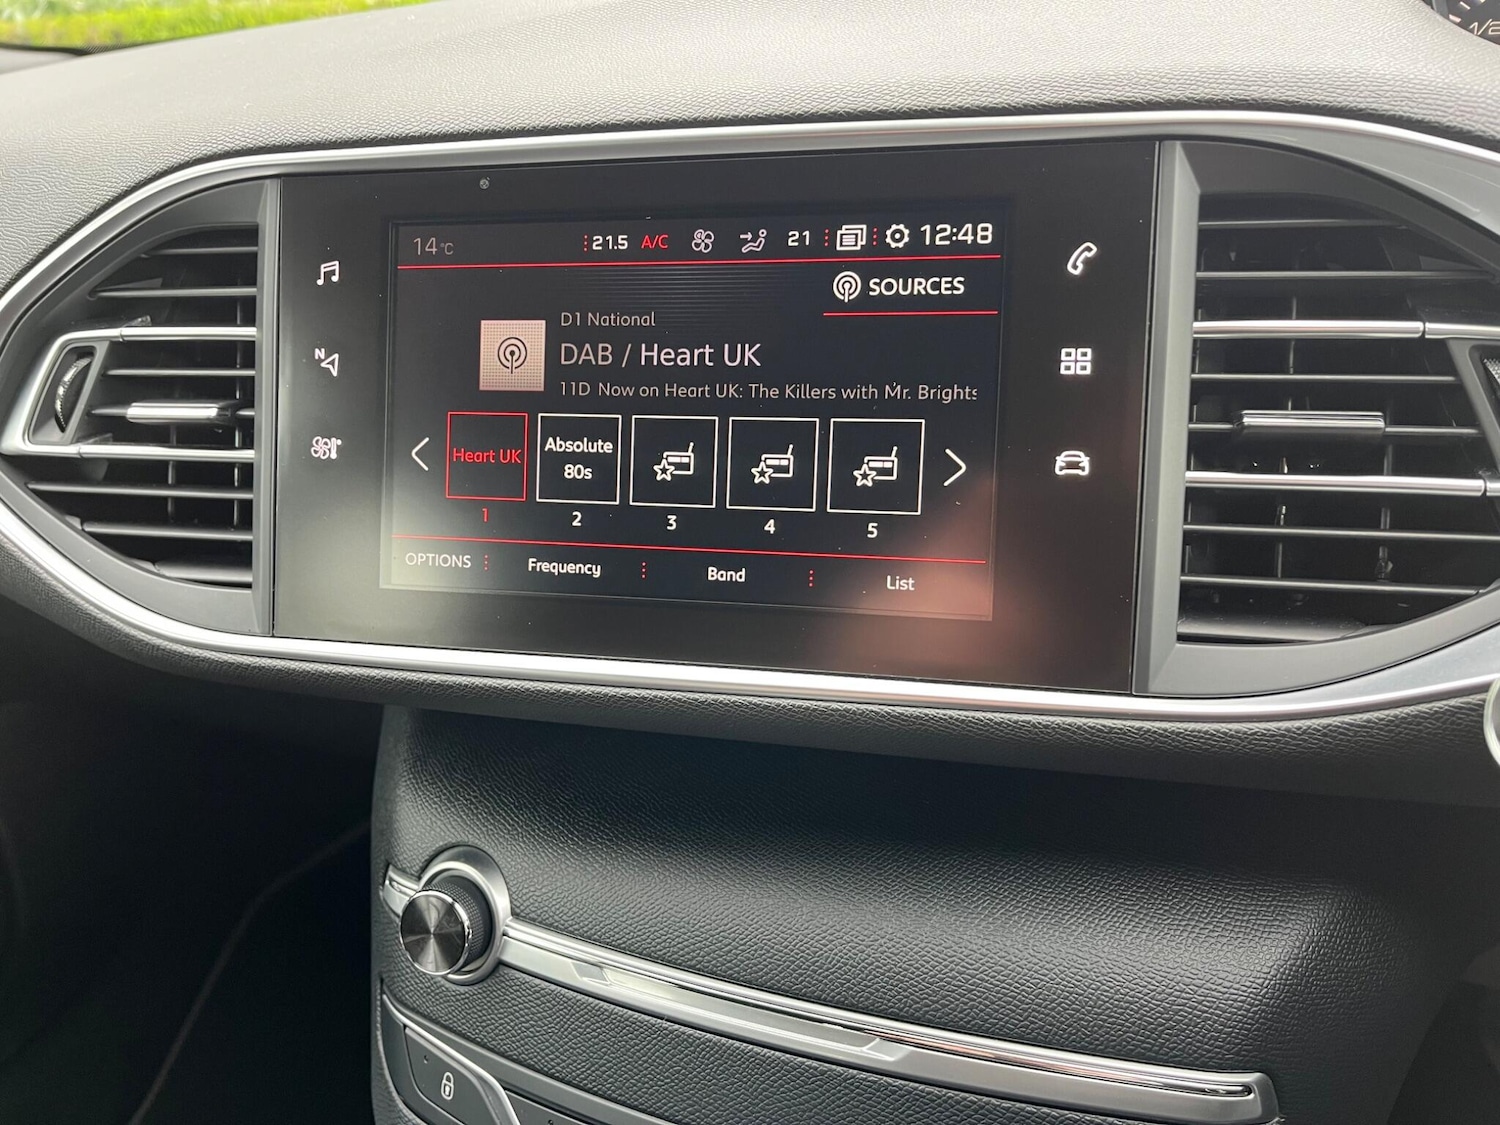 14°C 21.5 A/C 21 12:48
SOURCES
D1 National
DAB / Heart UK
11D Now on Heart UK: The Killers with Mr. Brights
N
Heart UK
Absolute
80s
1 2 3 4 5
OPTIONS Frequency Band List